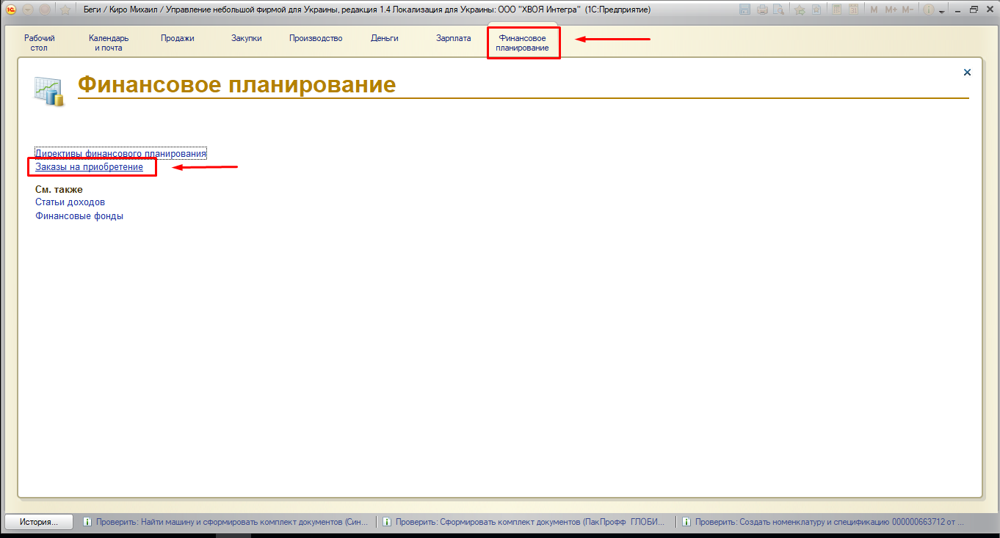 Беги / Киро Михаил / Управление небольшой фирмой для Украины, редакция 1.4 Локализация для Украины: ООО "ХВОЯ Интегра" (1С:Предприятие)
M M+ M-
Рабочий стол
Календарь и почта
Продажи
Закупки
Производство
Деньги
Зарплата
Финансовое планирование
Финансовое планирование
Директивы финансового планирования
Заказы на приобретение
См. также
Статьи доходов
Финансовые фонды
История...
Проверить: Найти машину и сформировать комплект документов (Син...
Проверить: Сформировать комплект документов (ПакПрофф ГЛОБИ...
Проверить: Создать номенклатуру и спецификацию 000000663712 от ...